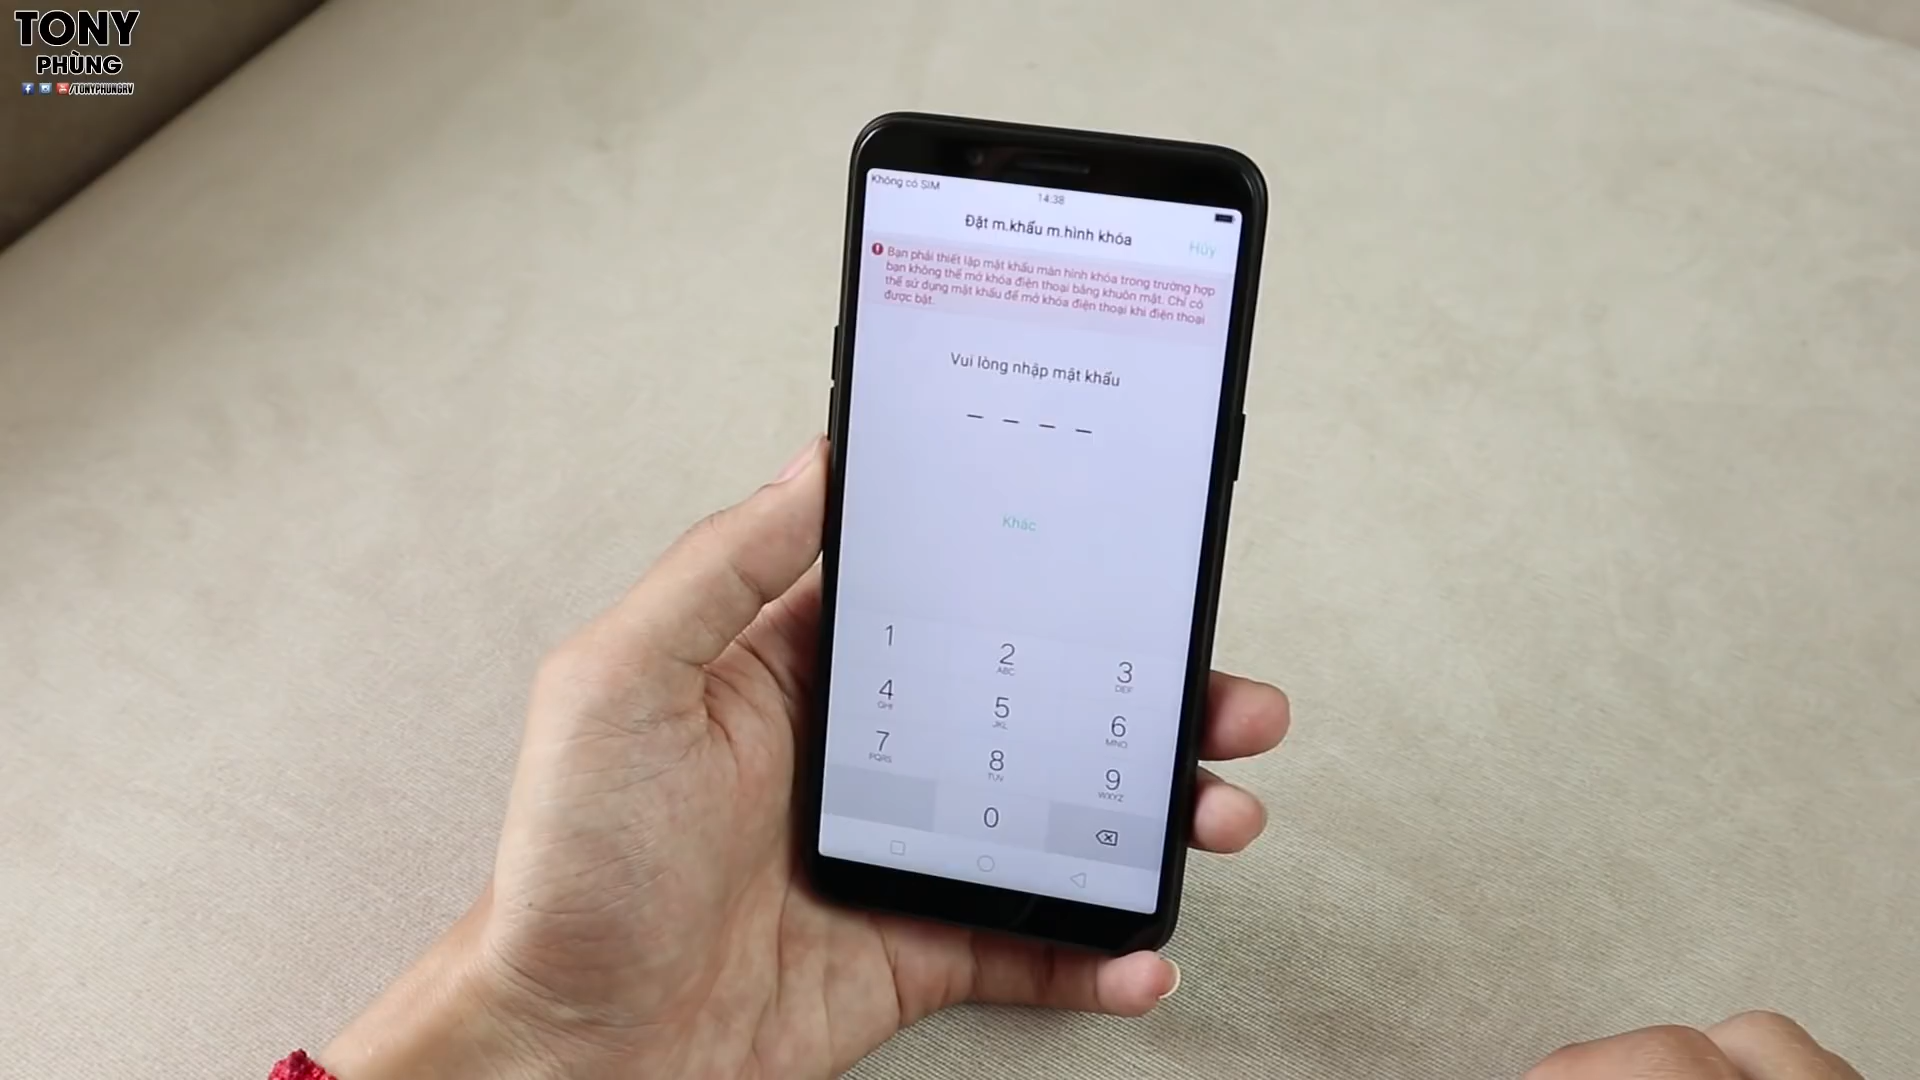 TONY
PHÙNG
/TONYPHUNGRV
Không có SIM
14:38
Đặt m.khẩu m.hình khóa
Hủy
Bạn phải thiết lập mật khẩu màn hình khóa trong trường hợp
bạn không thể mở khóa điện thoại bằng khuôn mặt. Chỉ có
thể sử dụng mật khẩu để mở khóa điện thoại khi điện thoại
được bật.
Vui lòng nhập mật khẩu
Khác
1
2
3
ABC
DEF
4
5
6
GHI
JKL
MNO
7
8
9
PQRS
TUV
WXYZ
0